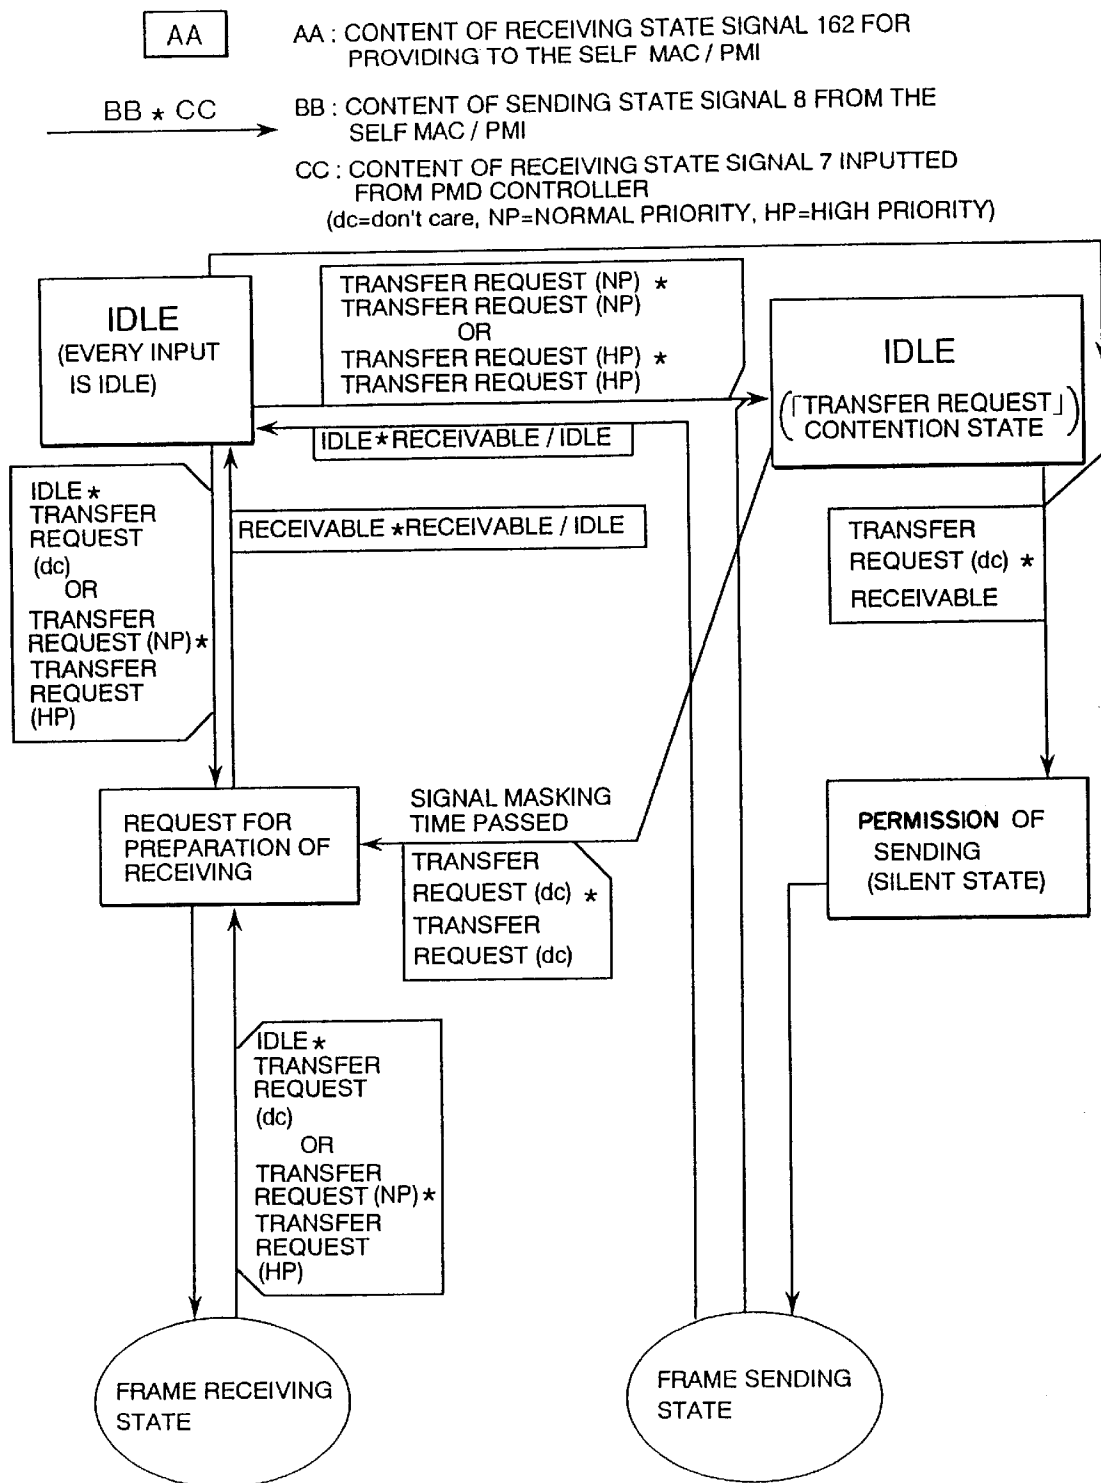 AA
AA : CONTENT OF RECEIVING STATE SIGNAL 162 FOR
PROVIDING TO THE SELF MAC / PMI
BB * CC
BB : CONTENT OF SENDING STATE SIGNAL 8 FROM THE
SELF MAC / PMI
CC : CONTENT OF RECEIVING STATE SIGNAL 7 INPUTTED
FROM PMD CONTROLLER
(dc=don't care, NP=NORMAL PRIORITY, HP=HIGH PRIORITY)
IDLE
(EVERY INPUT
IS IDLE)
TRANSFER REQUEST (NP) *
TRANSFER REQUEST (NP)
OR
TRANSFER REQUEST (HP) *
TRANSFER REQUEST (HP)
IDLE
(「TRANSFER REQUEST」
CONTENTION STATE)
IDLE*RECEIVABLE / IDLE
IDLE *
TRANSFER
REQUEST
(dc)
OR
TRANSFER
REQUEST (NP) *
TRANSFER
REQUEST
(HP)
RECEIVABLE *RECEIVABLE / IDLE
TRANSFER
REQUEST (dc) *
RECEIVABLE
REQUEST FOR
PREPARATION OF
RECEIVING
SIGNAL MASKING
TIME PASSED
TRANSFER
REQUEST (dc) *
TRANSFER
REQUEST (dc)
PERMISSION OF
SENDING
(SILENT STATE)
IDLE *
TRANSFER
REQUEST
(dc)
OR
TRANSFER
REQUEST (NP) *
TRANSFER
REQUEST
(HP)
FRAME RECEIVING
STATE
FRAME SENDING
STATE